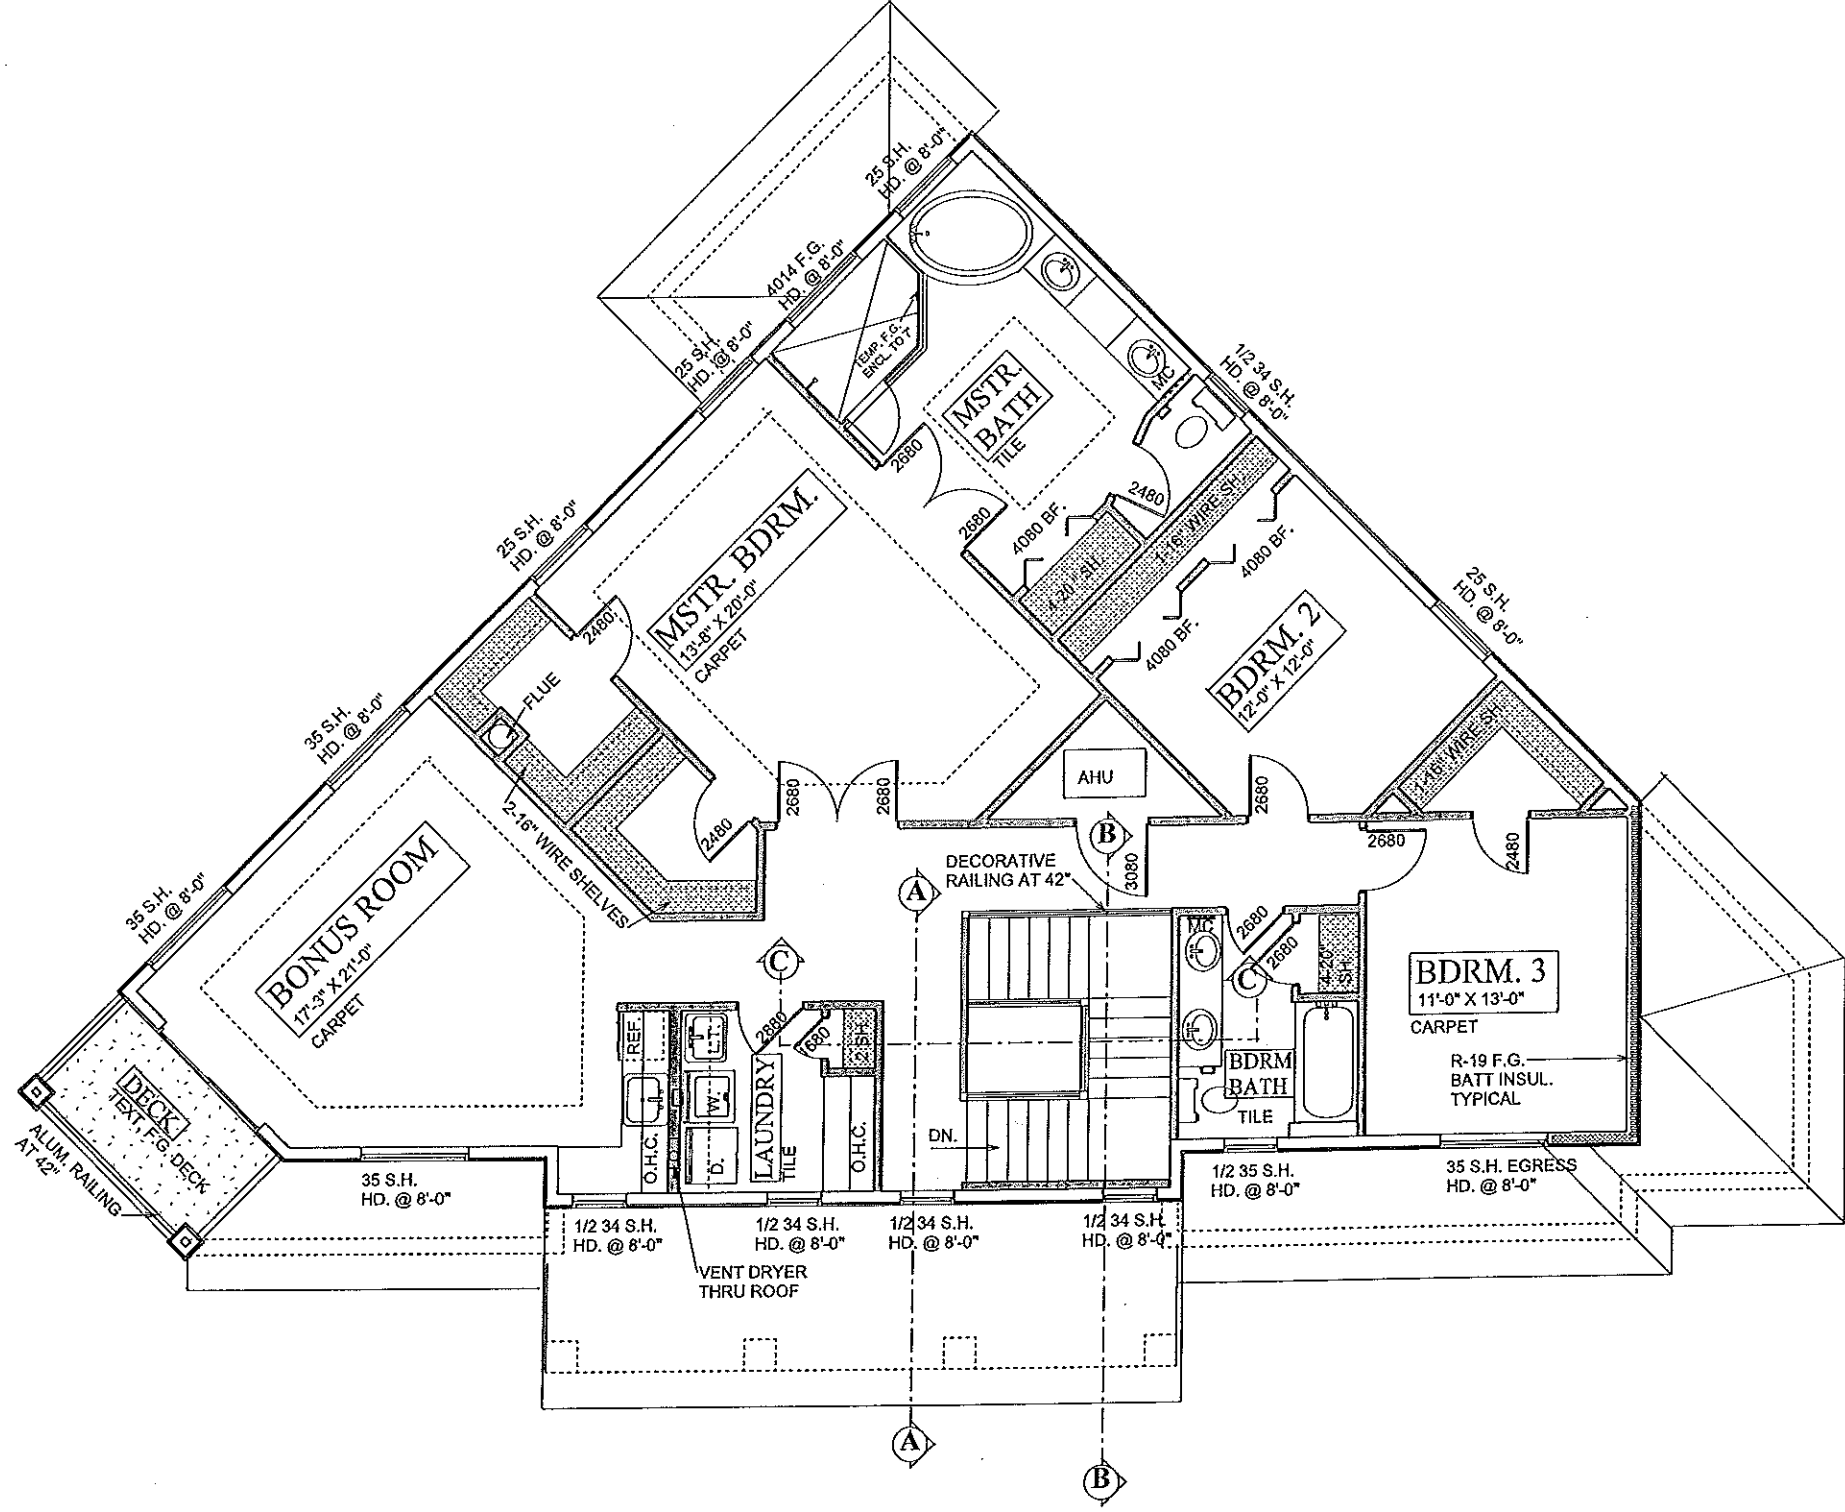 25 S.H.
HD. @ 8'-0"
4014 F.G.
HD. @ 8'-0"
25 S.H.
HD. @ 8'-0"
TEMP. F.G.
ENCL. TO 7'
MSTR.
BATH
TILE
MC
1/2 34 S.H.
HD. @ 8'-0"
2680
2680
2480
4080 BF.
4-20" SH.
1-16" WIRE SH.
4080 BF.
4080 BF.
25 S.H.
HD. @ 8'-0"
MSTR. BDRM.
13'-8" X 20'-0"
CARPET
25 S.H.
HD. @ 8'-0"
2480
BDRM. 2
12'-0" X 12'-0"
25 S.H.
HD. @ 8'-0"
FLUE
35 S.H.
HD. @ 8'-0"
1-16" WIRE SH.
AHU
2680
2680
2680
2480
2-16" WIRE SHELVES
B
3080
2680
2480
DECORATIVE
RAILING AT 42"
A
35 S.H.
HD. @ 8'-0"
BONUS ROOM
17'-3" X 21'-0"
CARPET
C
MC
2680
2680
4-20"
SH.
C
BDRM. 3
11'-0" X 13'-0"
CARPET
REF.
L.T.
2880
1680
2 SH.
W.
D.
O.H.C.
LAUNDRY
TILE
O.H.C.
BDRM
BATH
TILE
R-19 F.G.
BATT INSUL.
TYPICAL
DN.
DECK
TEXT. F.G. DECK
ALUM. RAILING
AT 42"
35 S.H.
HD. @ 8'-0"
1/2 35 S.H.
HD. @ 8'-0"
35 S.H. EGRESS
HD. @ 8'-0"
1/2 34 S.H.
HD. @ 8'-0"
1/2 34 S.H.
HD. @ 8'-0"
1/2 34 S.H.
HD. @ 8'-0"
1/2 34 S.H.
HD. @ 8'-0"
VENT DRYER
THRU ROOF
A
B